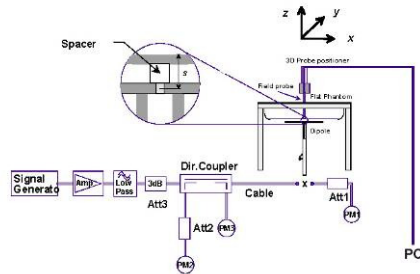 z
y
x
Spacer
s
3D Probe positioner
Field probe
Flat Phantom
Dipole
Signal
Generato
Amp
Low
Pass
3dB
Att3
Dir.Coupler
Cable
x
Att1
PM1
Att2
PM3
PM2
PC